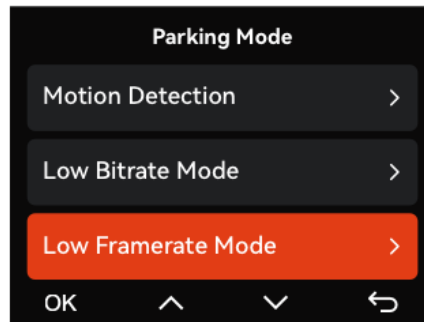 Parking Mode
Motion Detection
Low Bitrate Mode
Low Framerate Mode
OK